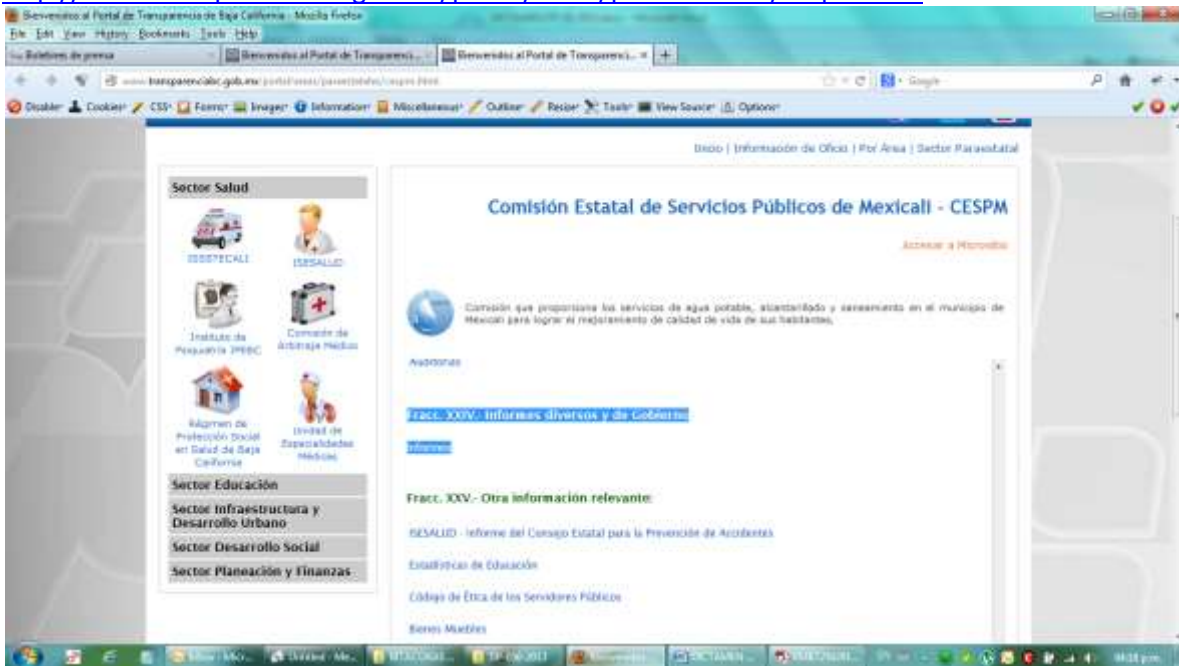 Bienvenidos al Portal de Transparencia de Baja California - Mozilla Firefox
File Edit View History Bookmarks Tools Help
Boletines de prensa
Bienvenidos al Portal de Transparenci...
Bienvenidos al Portal de Transparenci...
www.transparenciabc.gob.mx
Google
Disable Cookies CSS Forms Images Information Miscellaneous Outline Resize Tools View Source Options
Inicio | Información de Oficio | Por Área | Sector Paraestatal
Sector Salud
ISSSTECALI
ISESALUD
Instituto de
Psiquiatría IPEBC
Comisión de
Arbitraje Médico
Régimen de
Protección Social
en Salud de Baja
California
Unidad de
Especialidades
Médicas
Sector Educación
Sector Infraestructura y
Desarrollo Urbano
Sector Desarrollo Social
Sector Planeación y Finanzas
Comisión Estatal de Servicios Públicos de Mexicali - CESPM
Accesar a Micrositio
Comisión que proporciona los servicios de agua potable, alcantarillado y saneamiento en el municipio de
Mexicali para lograr el mejoramiento de calidad de vida de sus habitantes.
Auditorías
Fracc. XXIV.- Informes diversos y de Gobierno
Informes
Fracc. XXV.- Otra información relevante:
ISESALUD - Informe del Consejo Estatal para la Prevención de Accidentes
Estadísticas de Educación
Código de Ética de los Servidores Públicos
Bienes Muebles